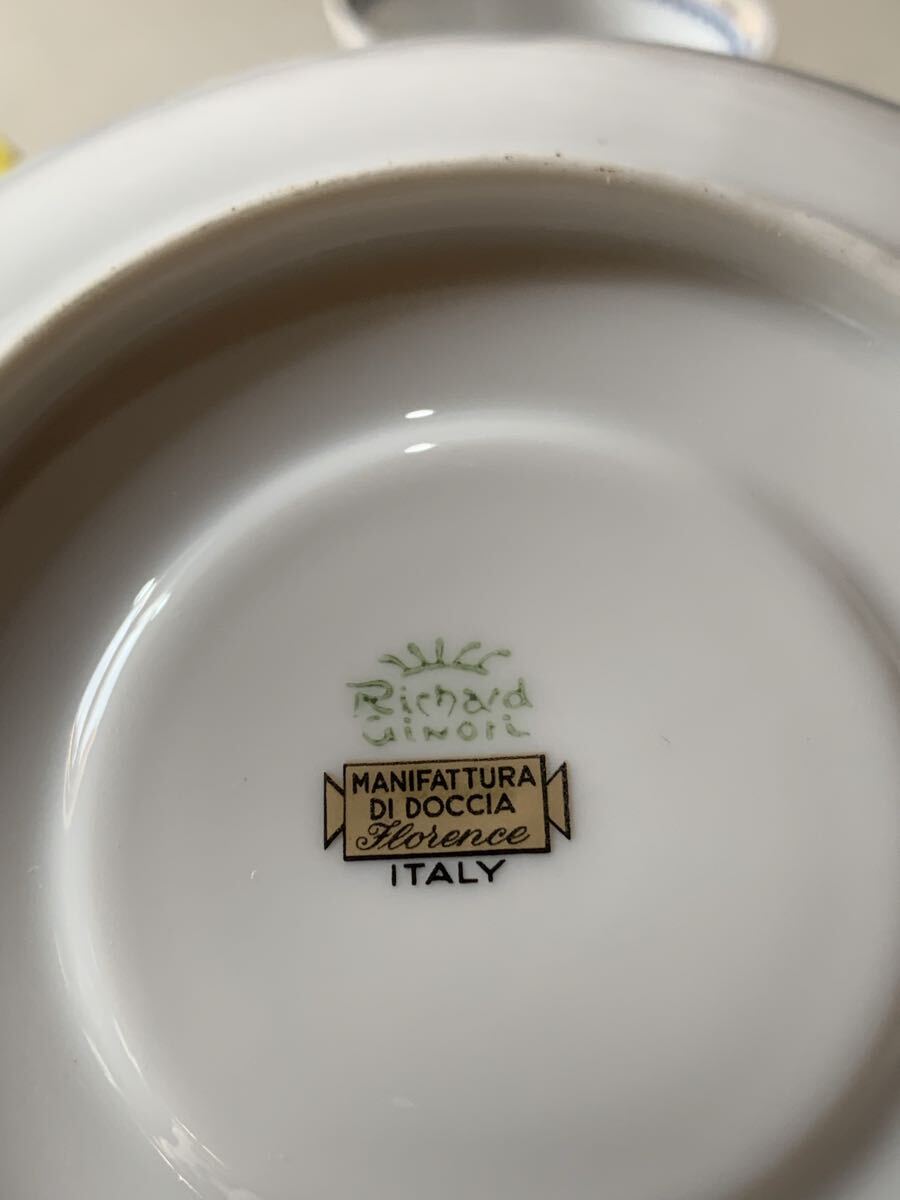 Richard
GINORI
MANIFATTURA
DI DOCCIA
Florence
ITALY